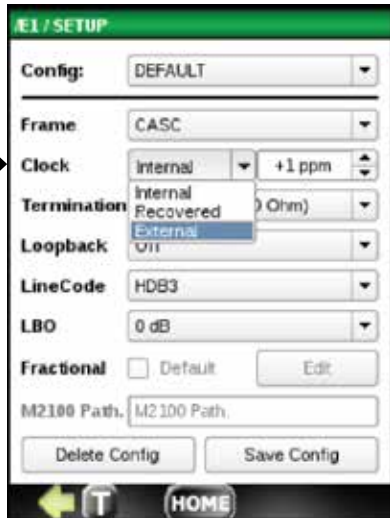 /E1 / SETUP
Config: DEFAULT
Frame CASC
Clock Internal +1 ppm
Internal
Termination Ohm)
Recovered
External
Loopback
LineCode HDB3
LBO 0 dB
Fractional Default Edit
M2100 Path. M2100 Path.
Delete Config Save Config
T HOME